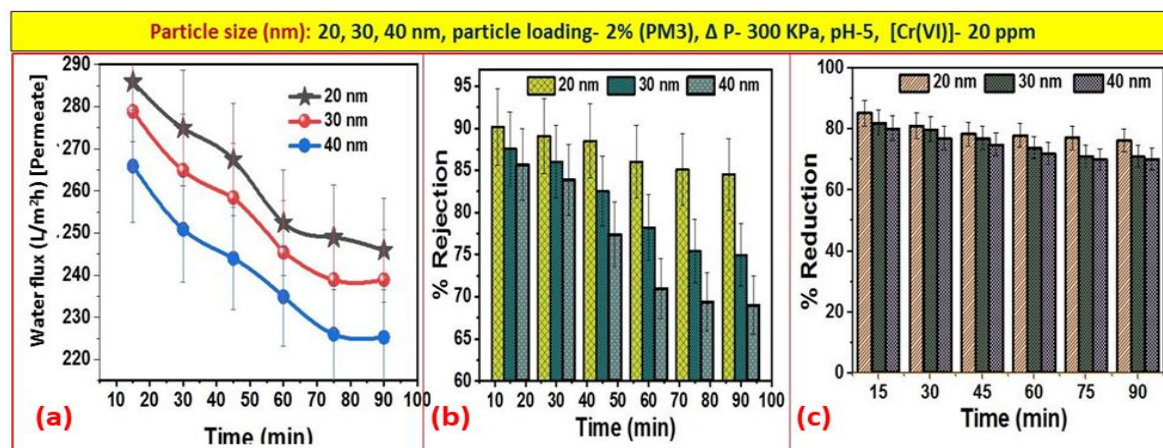 Particle size (nm): 20, 30, 40 nm, particle loading- 2% (PM3), Δ P- 300 KPa, pH-5, [Cr(VI)]- 20 ppm
Water flux (L/m²h) [Permeate]
290
280
270
260
250
240
230
220
20 nm
30 nm
40 nm
10 20 30 40 50 60 70 80 90 100
(a)
Time (min)
% Rejection
100
95
90
85
80
75
70
65
60
20 nm 30 nm 40 nm
10 20 30 40 50 60 70 80 90 100
(b)
Time (min)
% Reduction
100
80
60
40
20
0
20 nm 30 nm 40 nm
15 30 45 60 75 90
(c)
Time (min)